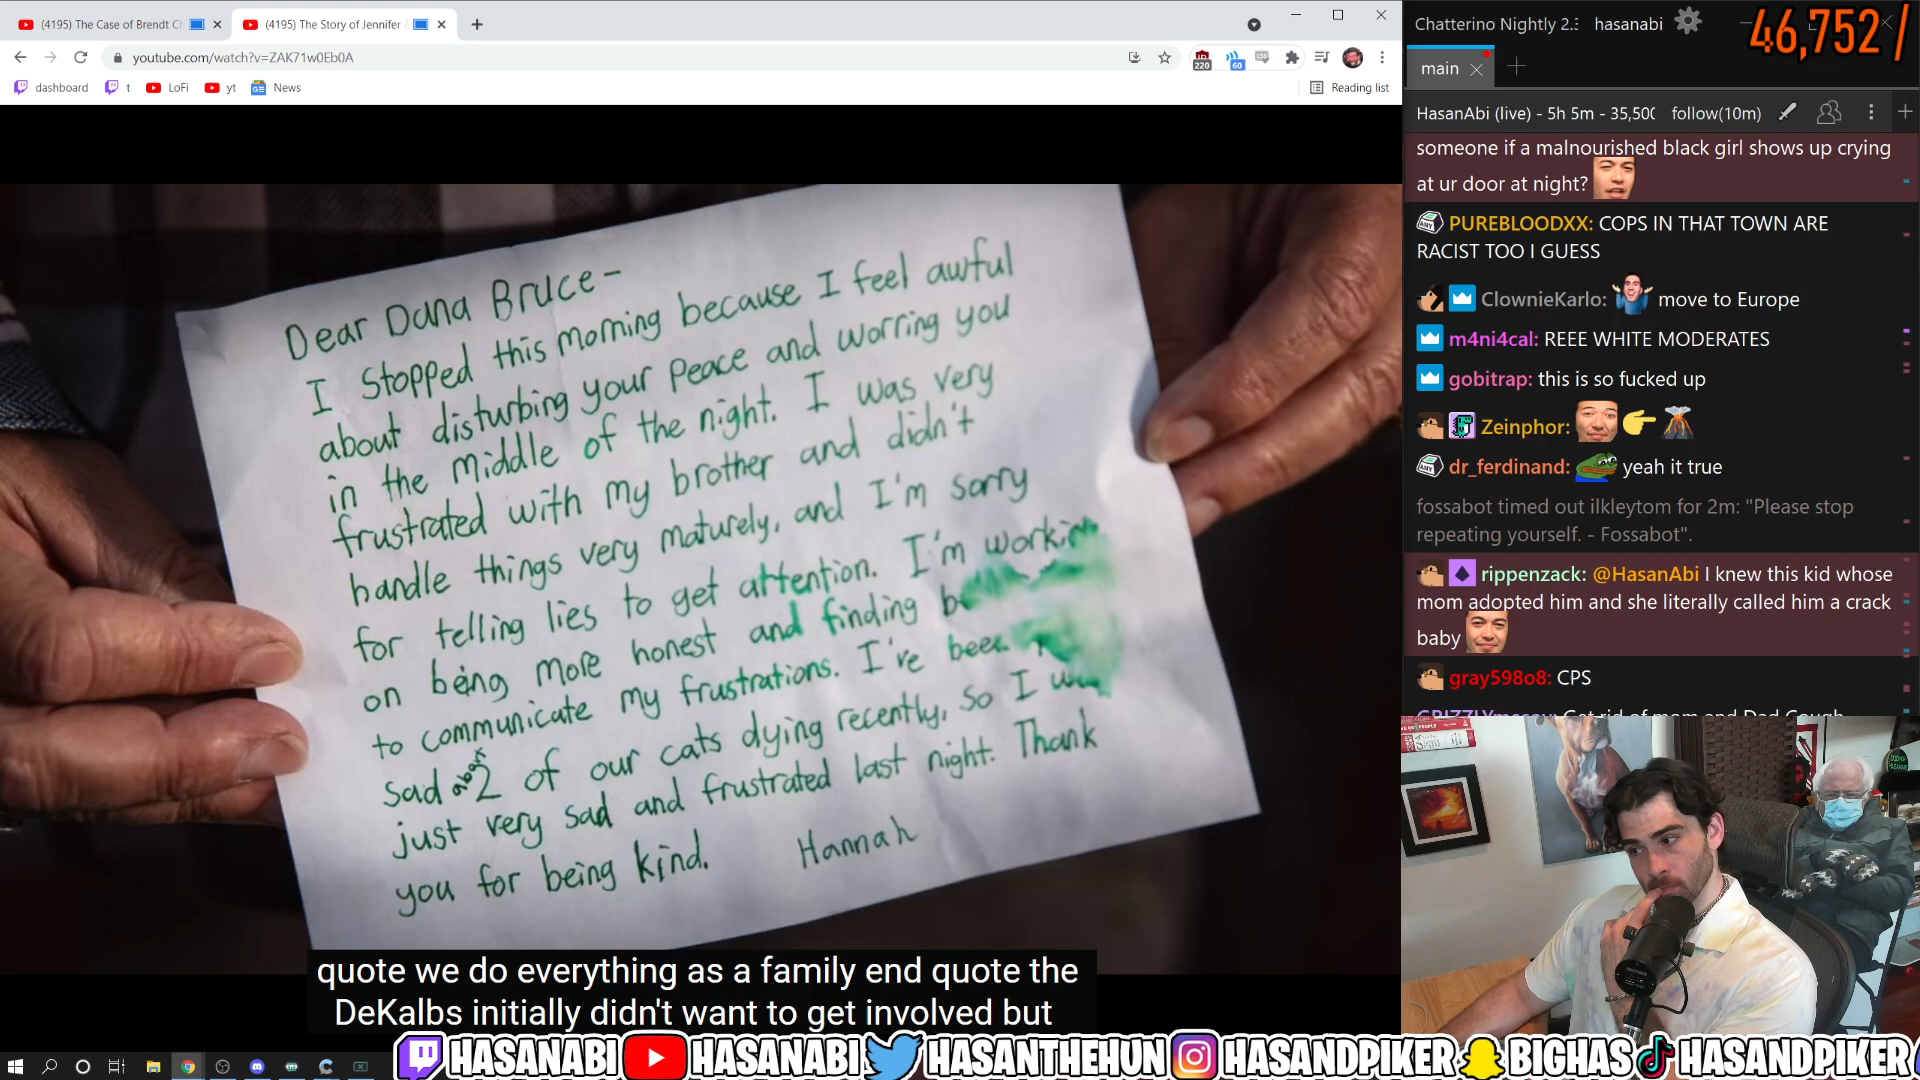 (4195) The Case of Brendt Ch
(4195) The Story of Jennifer
youtube.com/watch?v=ZAK71w0Eb0A
220
60
dashboard
t
LoFi
yt
News
Reading list
Dear Dana Bruce-
I stopped this morning because I feel awful
about disturbing your peace and worring you
in the middle of the night. I was very
frustrated with my brother and didn't
handle things very maturely, and I'm sorry
for telling lies to get attention. I'm workin
on being more honest and finding
to communicate my frustrations. I've been
sad about 2 of our cats dying recently, so I
just very sad and frustrated last night. Thank
you for being kind. Hannah
quote we do everything as a family end quote the
DeKalbs initially didn't want to get involved but
Chatterino Nightly 2.
hasanabi
46,752 /
main
HasanAbi (live) - 5h 5m - 35,500
follow(10m)
someone if a malnourished black girl shows up crying
at ur door at night?
PUREBLOODXX: COPS IN THAT TOWN ARE
RACIST TOO I GUESS
ClownieKarlo: move to Europe
m4ni4cal: REEE WHITE MODERATES
gobitrap: this is so fucked up
Zeinphor:
dr_ferdinand: yeah it true
fossabot timed out ilkleytom for 2m: "Please stop
repeating yourself. - Fossabot".
rippenzack: @HasanAbi I knew this kid whose
mom adopted him and she literally called him a crack
baby
gray598o8: CPS
HASANABI HASANABI HASANTHEHUN HASANDPIKER BIGHAS HASANDPIKER